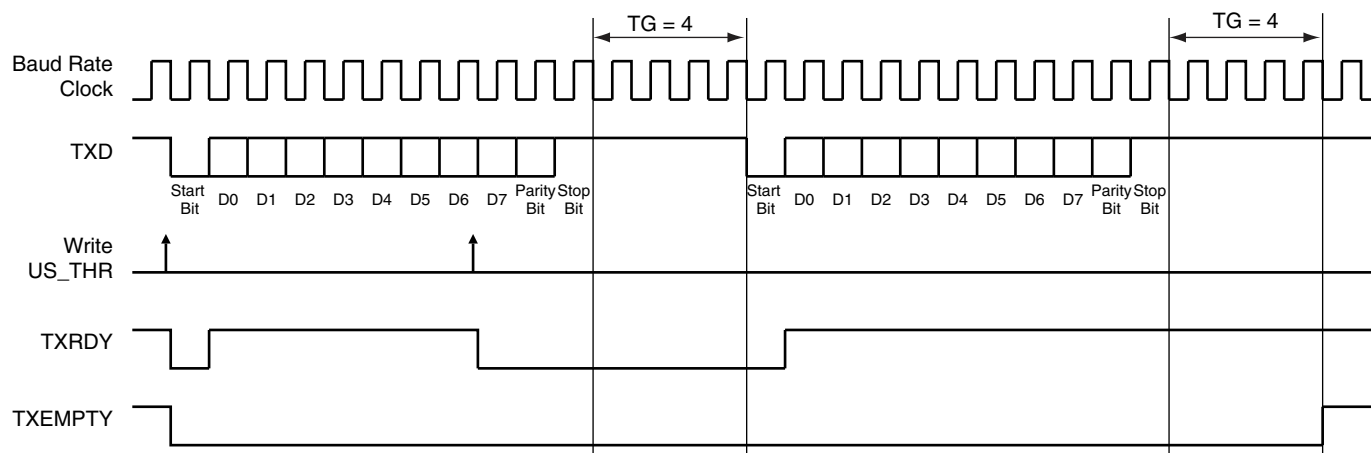 TG = 4
TG = 4
Baud Rate
Clock
TXD
Start
Bit
D0
D1
D2
D3
D4
D5
D6
D7
Parity
Bit
Stop
Bit
Start
Bit
D0
D1
D2
D3
D4
D5
D6
D7
Parity
Bit
Stop
Bit
Write
US_THR
TXRDY
TXEMPTY